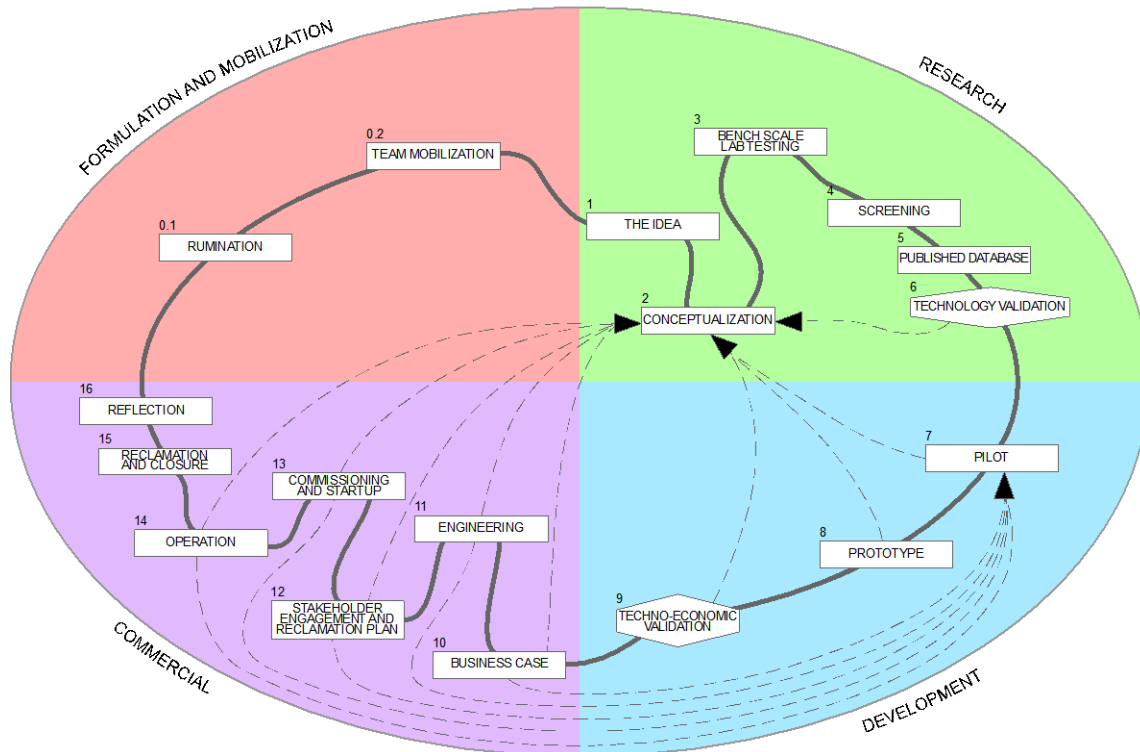 FORMULATION AND MOBILIZATION
RESEARCH
0.2
TEAM MOBILIZATION
0.1
RUMINATION
1
THE IDEA
2
CONCEPTUALIZATION
3
BENCH SCALE
LAB TESTING
4
SCREENING
5
PUBLISHED DATABASE
6
TECHNOLOGY VALIDATION
7
PILOT
8
PROTOTYPE
9
TECHNO-ECONOMIC
VALIDATION
10
BUSINESS CASE
11
ENGINEERING
12
STAKEHOLDER
ENGAGEMENT AND
RECLAMATION PLAN
13
COMMISSIONING
AND STARTUP
14
OPERATION
15
RECLAMATION
AND CLOSURE
16
REFLECTION
COMMERCIAL
DEVELOPMENT